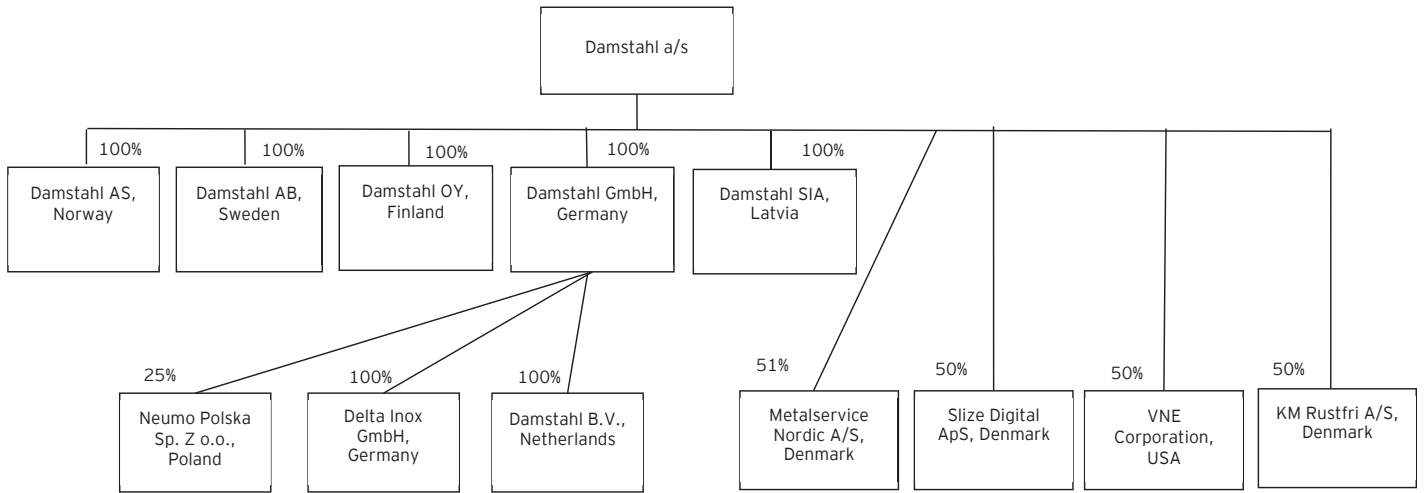 Damstahl a/s
100%
100%
100%
100%
100%
Damstahl AS,
Norway
Damstahl AB,
Sweden
Damstahl OY,
Finland
Damstahl GmbH,
Germany
Damstahl SIA,
Latvia
25%
100%
100%
51%
50%
50%
50%
Neumo Polska
Sp. Z o.o.,
Poland
Delta Inox
GmbH,
Germany
Damstahl B.V.,
Netherlands
Metalservice
Nordic A/S,
Denmark
Slize Digital
ApS, Denmark
VNE
Corporation,
USA
KM Rustfri A/S,
Denmark